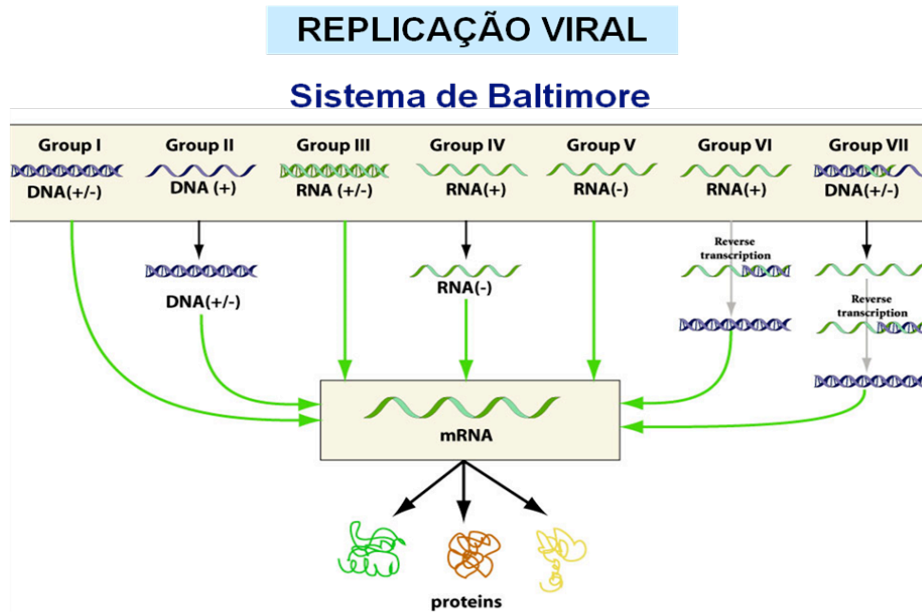 REPLICAÇÃO VIRAL
Sistema de Baltimore
Group I Group II Group III Group IV Group V Group VI Group VII
DNA(+/-) DNA (+) RNA (+/-) RNA(+) RNA(-) RNA(+) DNA(+/-)
Reverse
transcription
DNA(+/-)
RNA(-)
Reverse
transcription
mRNA
proteins